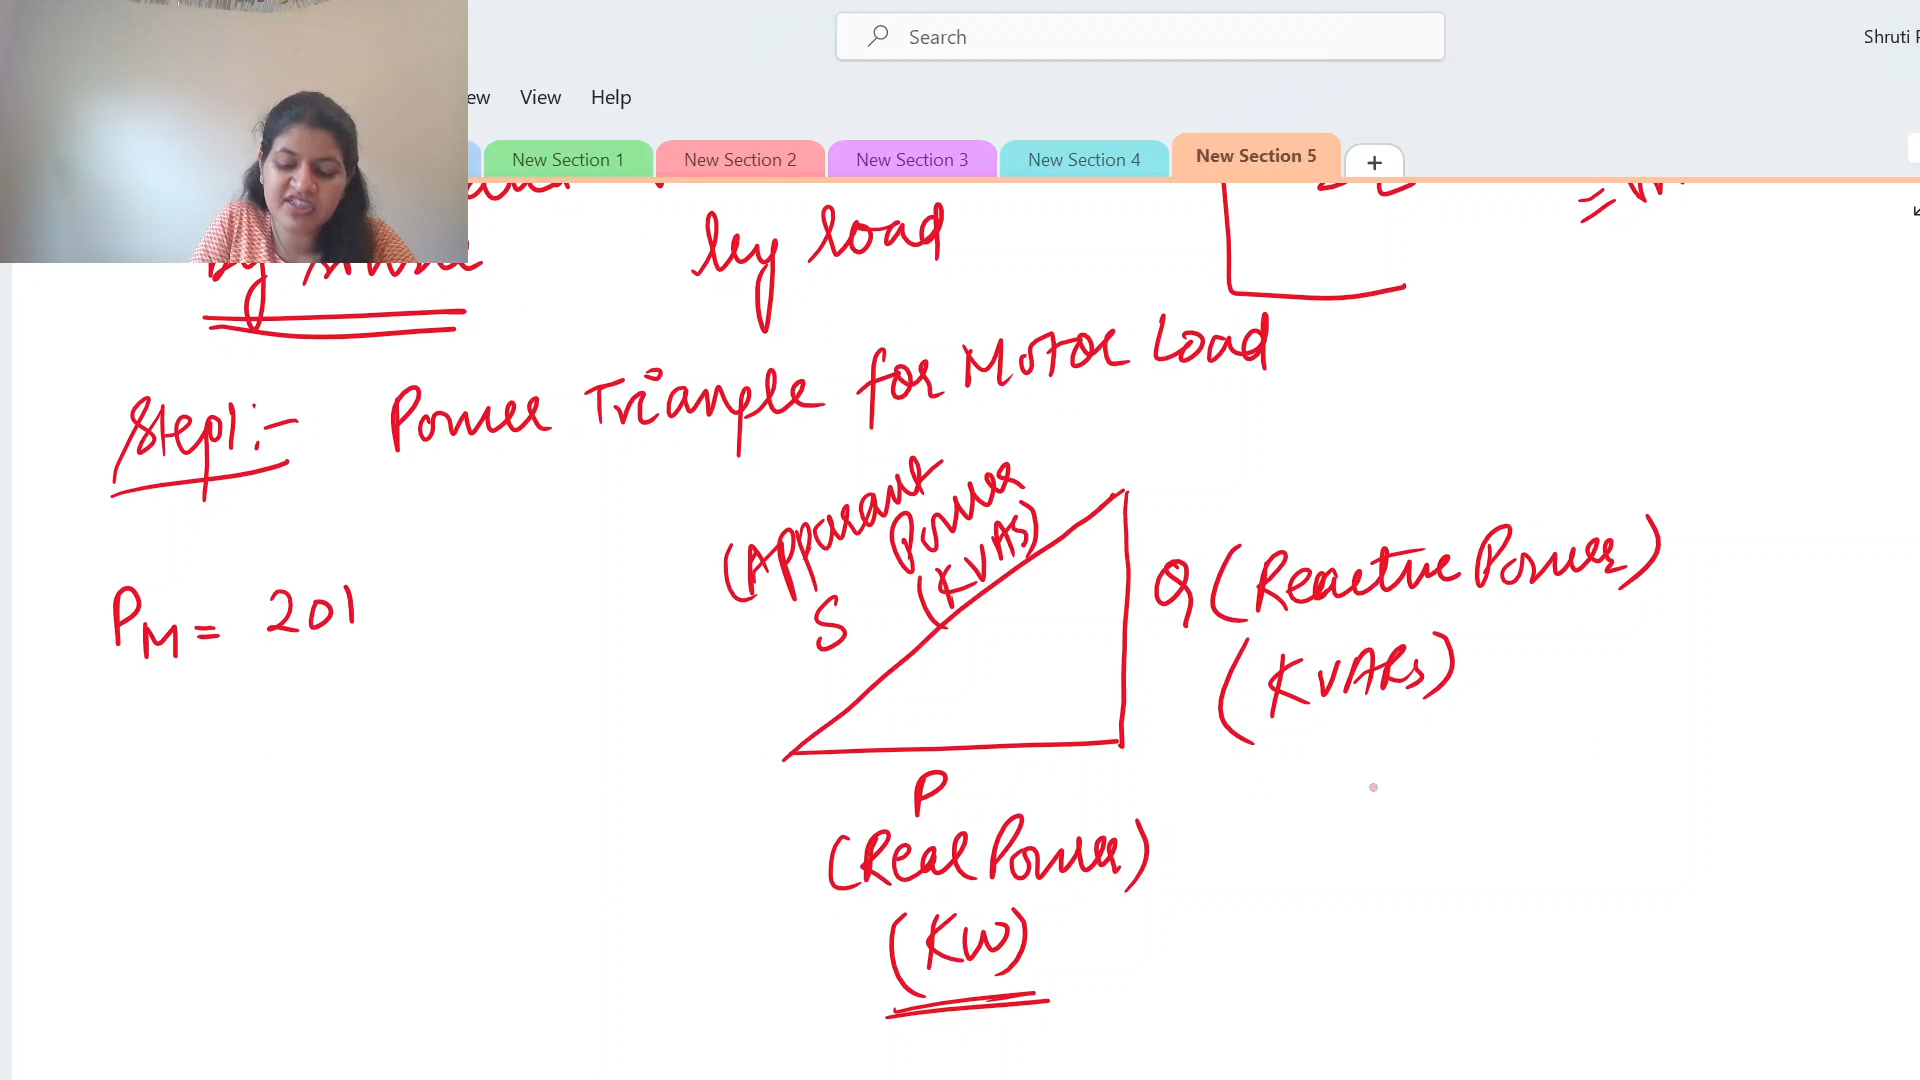 Search
Shruti
ew View Help
New Section 1 New Section 2 New Section 3 New Section 4 New Section 5 +
by load
Step1:- Power Triangle for Motor Load
(Apparant
Power
(KVAs)
S
Q (Reactive Power)
(KVARs)
PM = 201
P
(Real Power)
(KW)